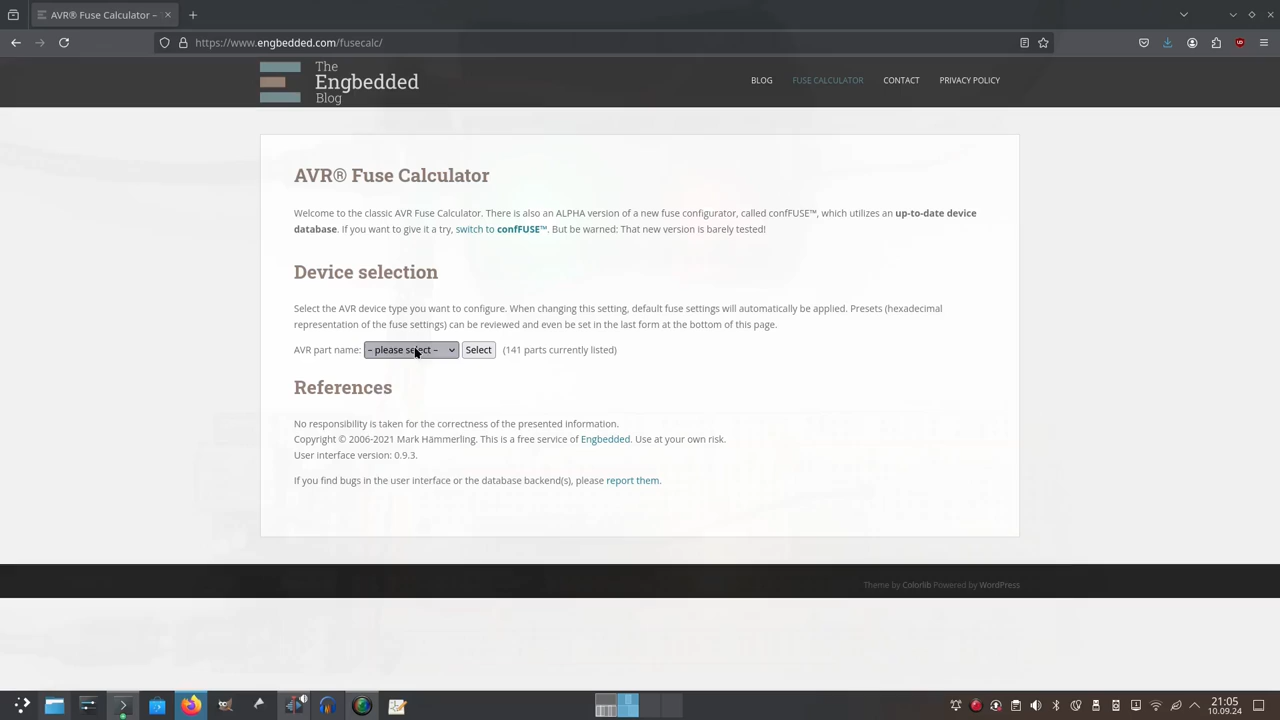 AVR® Fuse Calculator –
https://www.engbedded.com/fusecalc/
The
Engbedded
Blog
BLOG
FUSE CALCULATOR
CONTACT
PRIVACY POLICY
AVR® Fuse Calculator
Welcome to the classic AVR Fuse Calculator. There is also an ALPHA version of a new fuse configurator, called confFUSE™, which utilizes an up-to-date device
database. If you want to give it a try, switch to confFUSE™. But be warned: That new version is barely tested!
Device selection
Select the AVR device type you want to configure. When changing this setting, default fuse settings will automatically be applied. Presets (hexadecimal
representation of the fuse settings) can be reviewed and even be set in the last form at the bottom of this page.
AVR part name: – please select – Select (141 parts currently listed)
References
No responsibility is taken for the correctness of the presented information.
Copyright © 2006-2021 Mark Hämmerling. This is a free service of Engbedded. Use at your own risk.
User interface version: 0.9.3.
If you find bugs in the user interface or the database backend(s), please report them.
Theme by Colorlib Powered by WordPress
21:05
10.09.24